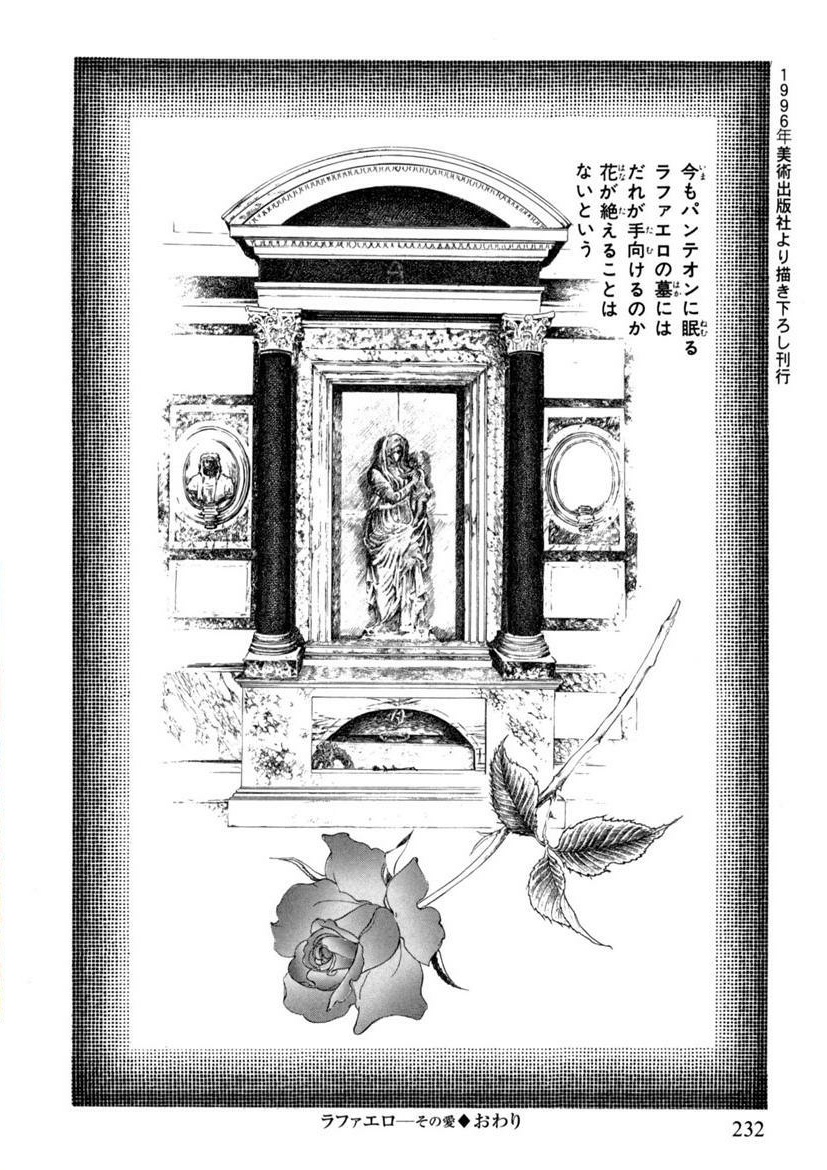 1996年美術出版社より描き下ろし刊行
今もパンテオンに眠る
ラファエロの墓には
だれが手向けるのか
花が絶えることは
ないという
ラファエロ―その愛◆おわり
232